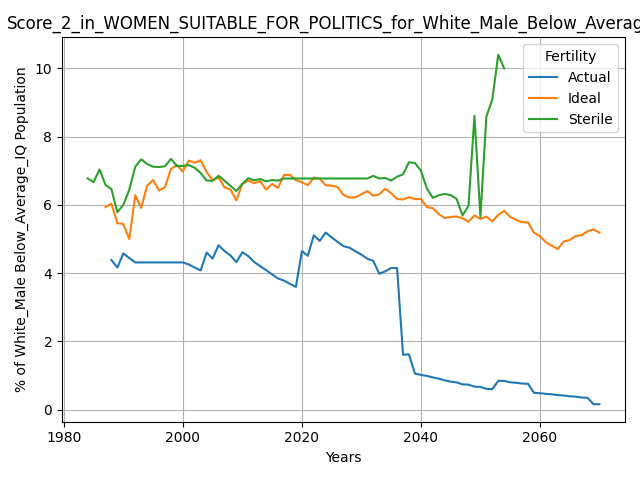 Score_2_in_WOMEN_SUITABLE_FOR_POLITICS_for_White_Male_Below_Averag
% of White_Male Below_Average_IQ Population
10
8
6
4
2
0
1980 2000 2020 2040 2060
Years
Fertility
Actual
Ideal
Sterile